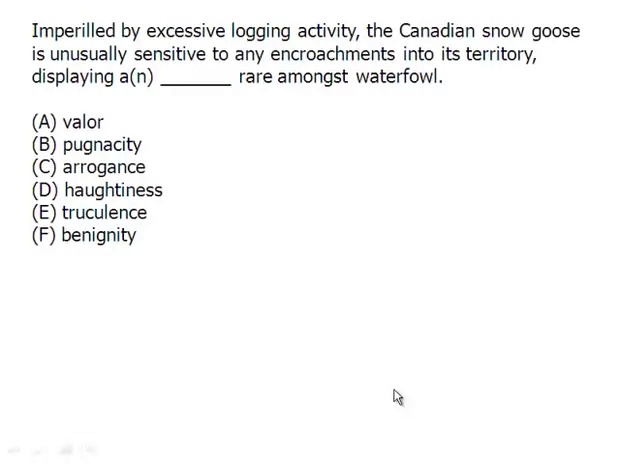 Imperilled by excessive logging activity, the Canadian snow goose
is unusually sensitive to any encroachments into its territory,
displaying a(n) _______ rare amongst waterfowl.
(A) valor
(B) pugnacity
(C) arrogance
(D) haughtiness
(E) truculence
(F) benignity